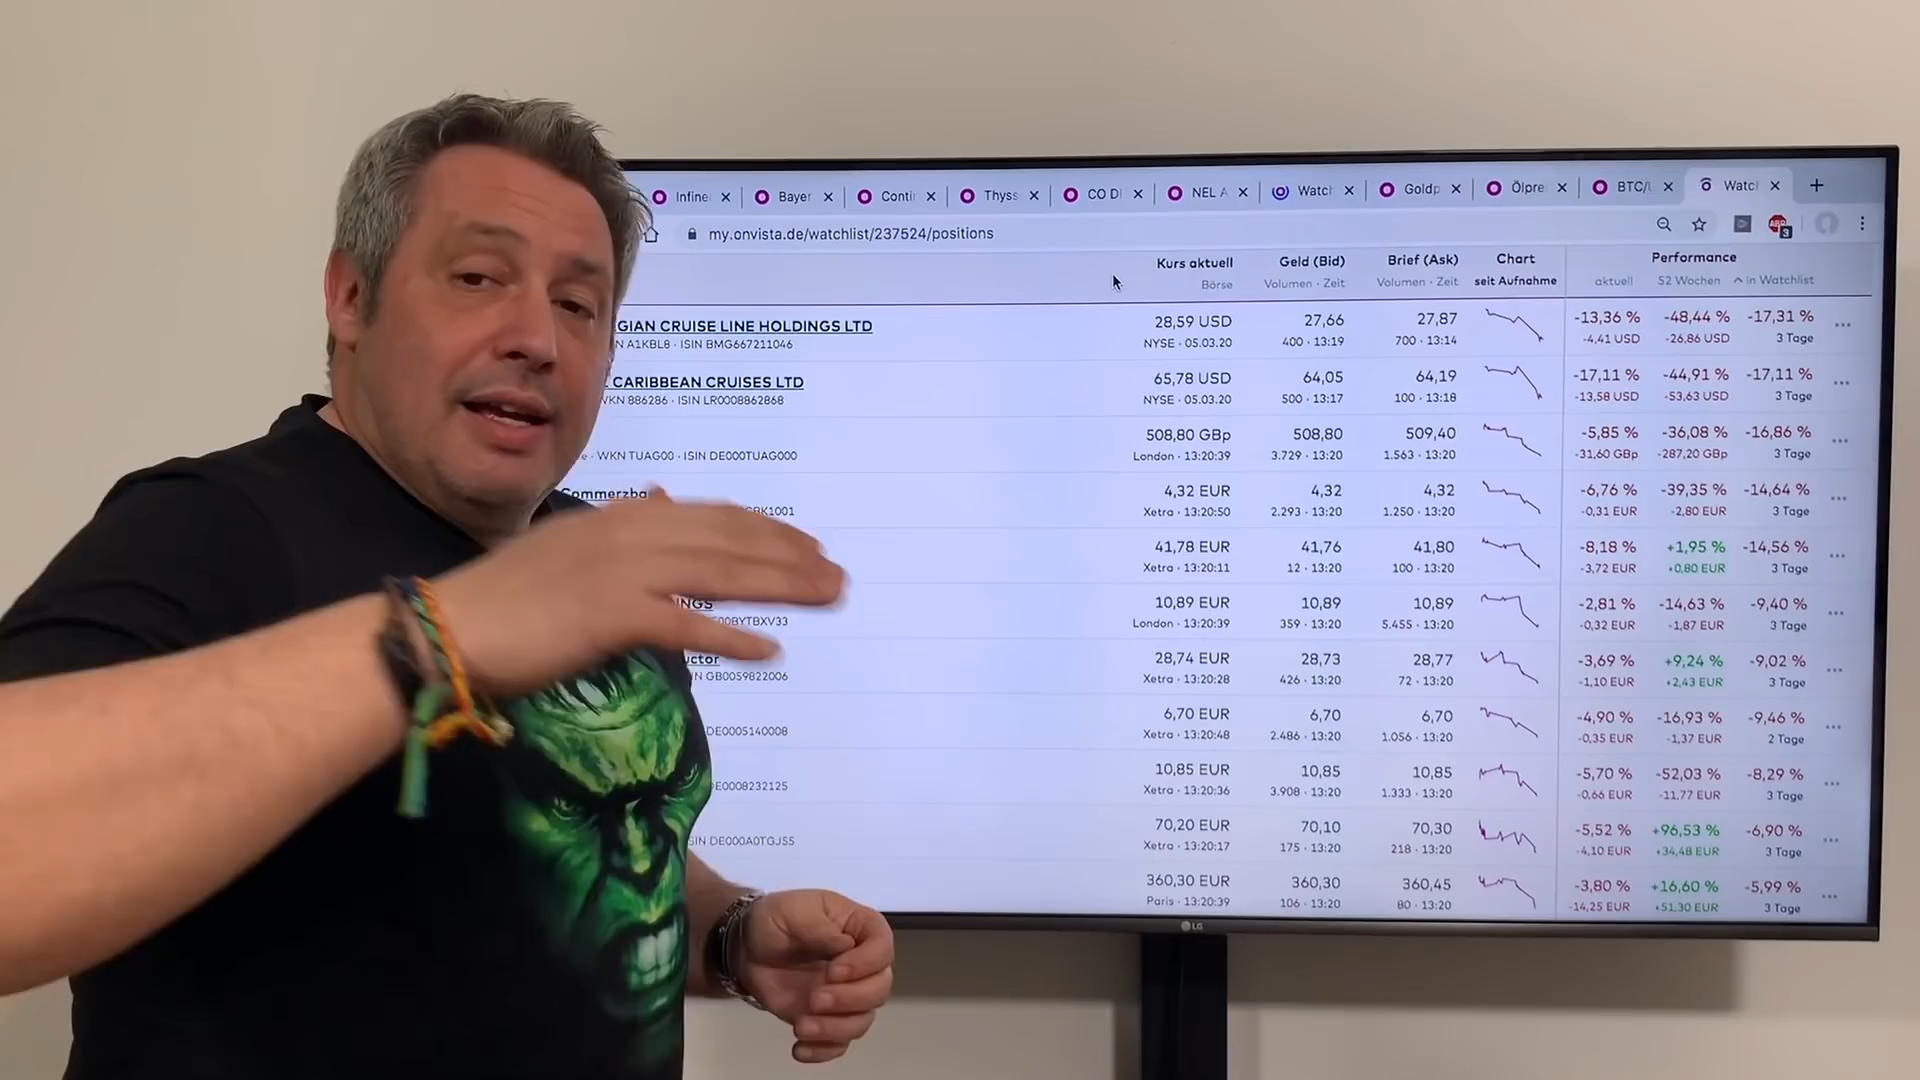 Infine
Bayer
Contin
Thyss
CO D
NEL A
Watch
Goldp
Ölpre
BTC/
Watch
my.onvista.de/watchlist/237524/positions
3
Kurs aktuell Geld (Bid) Brief (Ask) Chart Performance
Börse Volumen · Zeit Volumen · Zeit seit Aufnahme aktuell 52 Wochen in Watchlist
GIAN CRUISE LINE HOLDINGS LTD 28,59 USD 27,66 27,87 -13,36 % -48,44 % -17,31 %
N A1KBL8 · ISIN BMG667211046 NYSE · 05.03.20 400 · 13:19 700 · 13:14 -4,41 USD -26,86 USD 3 Tage
CARIBBEAN CRUISES LTD 65,78 USD 64,05 64,19 -17,11 % -44,91 % -17,11 %
WKN 886286 · ISIN LR0008862868 NYSE · 05.03.20 500 · 13:17 100 · 13:18 -13,58 USD -53,63 USD 3 Tage
508,80 GBp 508,80 509,40 -5,85 % -36,08 % -16,86 %
e · WKN TUAG00 · ISIN DE000TUAG000 London · 13:20:39 3.729 · 13:20 1.563 · 13:20 -31,60 GBp -287,20 GBp 3 Tage
Commerzba 4,32 EUR 4,32 4,32 -6,76 % -39,35 % -14,64 %
CBK1001 Xetra · 13:20:50 2.293 · 13:20 1.250 · 13:20 -0,31 EUR -2,80 EUR 3 Tage
41,78 EUR 41,76 41,80 -8,18 % +1,95 % -14,56 %
Xetra · 13:20:11 12 · 13:20 100 · 13:20 -3,72 EUR +0,80 EUR 3 Tage
INGS 10,89 EUR 10,89 10,89 -2,81 % -14,63 % -9,40 %
E00BYTBXV33 London · 13:20:39 359 · 13:20 5.455 · 13:20 -0,32 EUR -1,87 EUR 3 Tage
uctor 28,74 EUR 28,73 28,77 -3,69 % +9,24 % -9,02 %
IN GB0059822006 Xetra · 13:20:28 426 · 13:20 72 · 13:20 -1,10 EUR +2,43 EUR 3 Tage
6,70 EUR 6,70 6,70 -4,90 % -16,93 % -9,46 %
DE0005140008 Xetra · 13:20:48 2.486 · 13:20 1.056 · 13:20 -0,35 EUR -1,37 EUR 2 Tage
10,85 EUR 10,85 10,85 -5,70 % -52,03 % -8,29 %
DE0008232125 Xetra · 13:20:36 3.908 · 13:20 1.333 · 13:20 -0,66 EUR -11,77 EUR 3 Tage
70,20 EUR 70,10 70,30 -5,52 % +96,53 % -6,90 %
SIN DE000A0TGJ55 Xetra · 13:20:17 175 · 13:20 218 · 13:20 -4,10 EUR +34,48 EUR 3 Tage
360,30 EUR 360,30 360,45 -3,80 % +16,60 % -5,99 %
Paris · 13:20:39 106 · 13:20 80 · 13:20 -14,25 EUR +51,30 EUR 3 Tage
LG